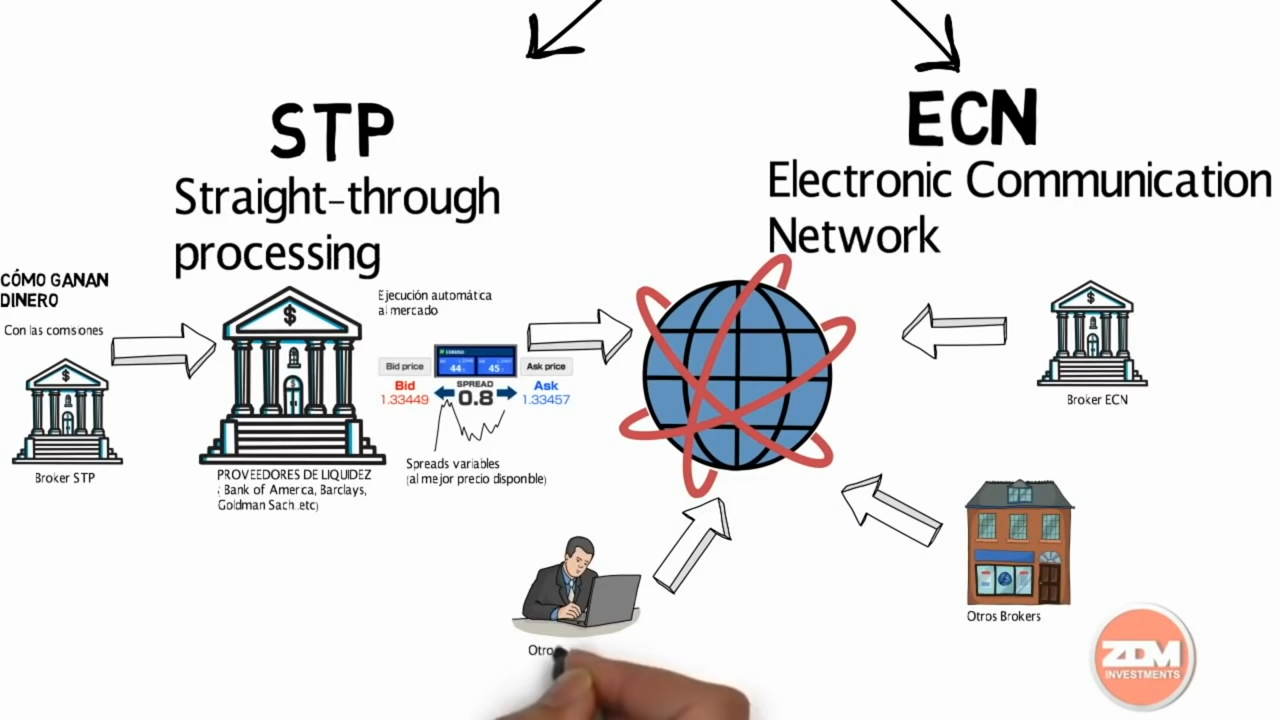 STP
Straight-through
processing
ECN
Electronic Communication
Network
CÓMO GANAN
DINERO
Con las comsiones
Broker STP
PROVEEDORES DE LIQUIDEZ
Bank of America, Barclays,
Goldman Sach..etc)
Ejecución automática
al mercado
Bid price
44
45
Ask price
Bid
1.33449
SPREAD
0.8
Ask
1.33457
Spreads variables
(al mejor precio disponible)
Broker ECN
Otros Brokers
Otro
ZDM
INVESTMENTS